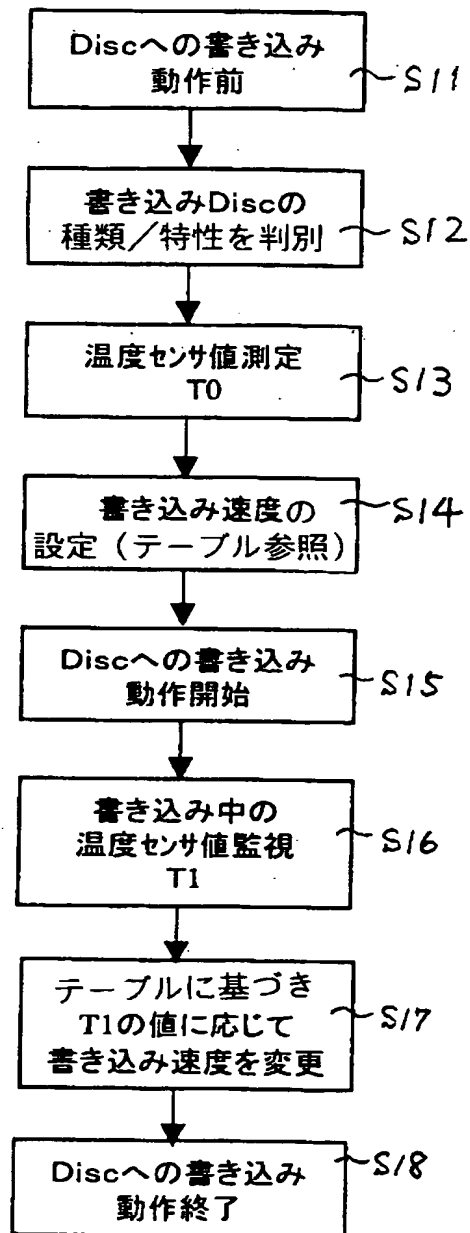 Discへの書き込み
動作前
S11
書き込みDiscの
種類／特性を判別
S12
温度センサ値測定
T0
S13
書き込み速度の
設定（テーブル参照）
S14
Discへの書き込み
動作開始
S15
書き込み中の
温度センサ値監視
T1
S16
テーブルに基づき
T1の値に応じて
書き込み速度を変更
S17
Discへの書き込み
動作終了
S18